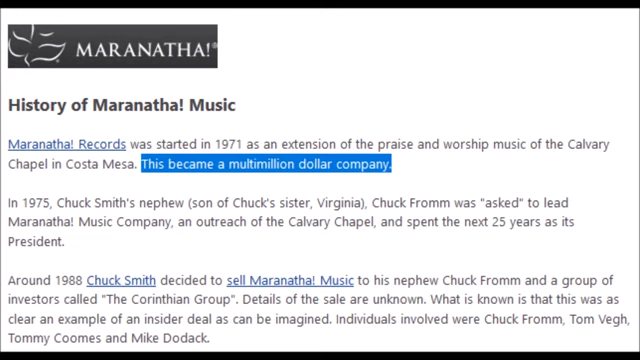 MARANATHA!®
History of Maranatha! Music
Maranatha! Records was started in 1971 as an extension of the praise and worship music of the Calvary
Chapel in Costa Mesa. This became a multimillion dollar company.
In 1975, Chuck Smith's nephew (son of Chuck's sister, Virginia), Chuck Fromm was "asked" to lead
Maranatha! Music Company, an outreach of the Calvary Chapel, and spent the next 25 years as its
President.
Around 1988 Chuck Smith decided to sell Maranatha! Music to his nephew Chuck Fromm and a group of
investors called "The Corinthian Group". Details of the sale are unknown. What is known is that this was as
clear an example of an insider deal as can be imagined. Individuals involved were Chuck Fromm, Tom Vegh,
Tommy Coomes and Mike Dodack.